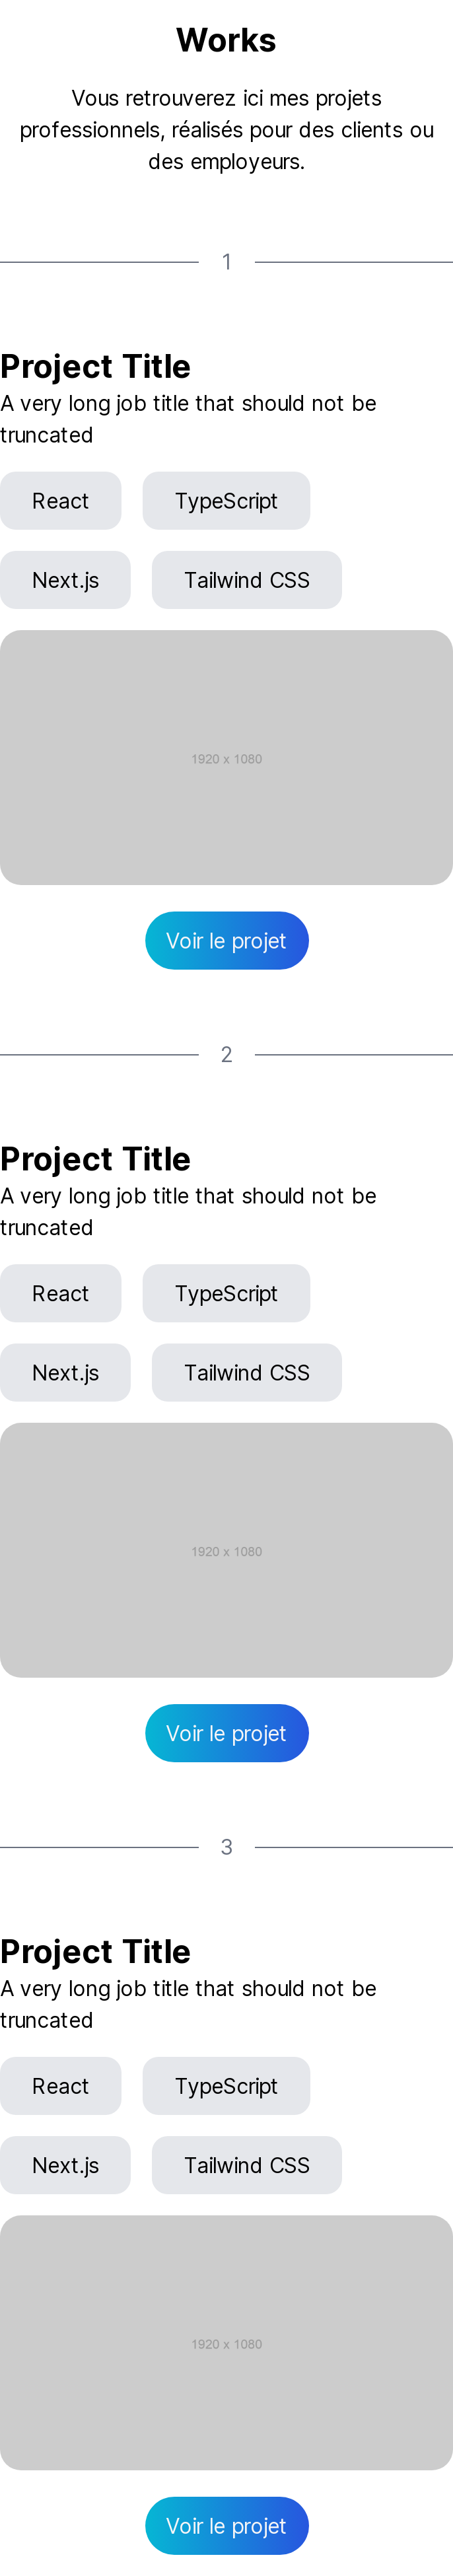 Works
Vous retrouverez ici mes projets
professionnels, réalisés pour des clients ou
des employeurs.
1
Project Title
A very long job title that should not be
truncated
React
TypeScript
Next.js
Tailwind CSS
1920 x 1080
Voir le projet
2
Project Title
A very long job title that should not be
truncated
React
TypeScript
Next.js
Tailwind CSS
1920 x 1080
Voir le projet
3
Project Title
A very long job title that should not be
truncated
React
TypeScript
Next.js
Tailwind CSS
1920 x 1080
Voir le projet